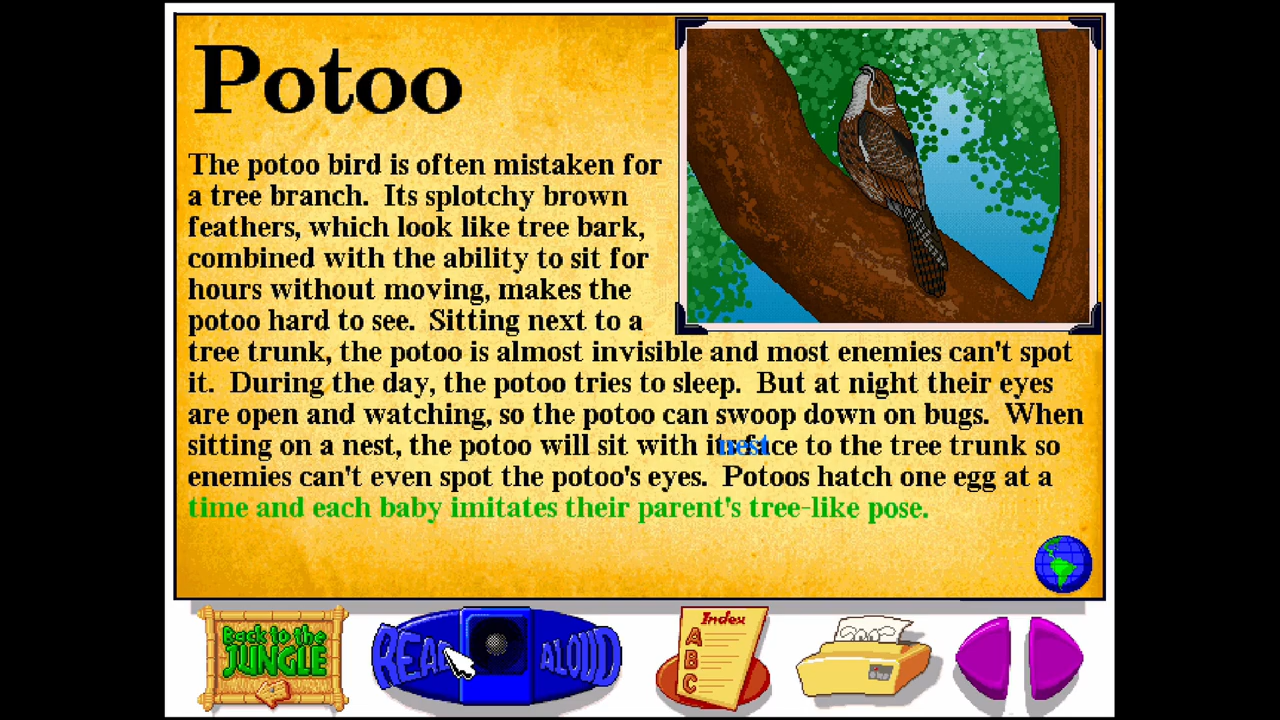 Potoo
The potoo bird is often mistaken for
a tree branch. Its splotchy brown
feathers, which look like tree bark,
combined with the ability to sit for
hours without moving, makes the
potoo hard to see. Sitting next to a
tree trunk, the potoo is almost invisible and most enemies can't spot
it. During the day, the potoo tries to sleep. But at night their eyes
are open and watching, so the potoo can swoop down on bugs. When
sitting on a nest, the potoo will sit with its face to the tree trunk so
nest
enemies can't even spot the potoo's eyes. Potoos hatch one egg at a
time and each baby imitates their parent's tree-like pose.
Back to the
JUNGLE
READ ALOUD
Index
A
B
C